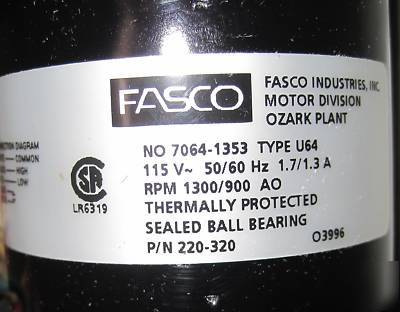 FASCO
FASCO INDUSTRIES, INC.
MOTOR DIVISION
OZARK PLANT
DIAGRAM
COMMON
HIGH
LOW
LR6319
NO 7064-1353 TYPE U64
115 V~ 50/60 Hz 1.7/1.3 A
RPM 1300/900 AO
THERMALLY PROTECTED
SEALED BALL BEARING
P/N 220-320
O3996